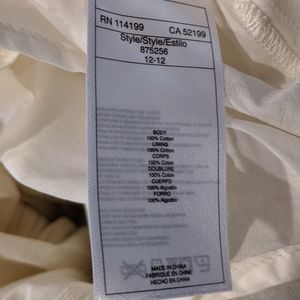 RN 114199 CA 52199
Style/Style/Estilo
875256
12-12
BODY
100% Cotton
LINING
100% Cotton
CORPS
100% Coton
DOUBLURE
100% Coton
CUERPO
100% Algodón
FORRO
100% Algodón
MADE IN CHINA
FABRIQUE EN CHINE
HECHO EN CHINA